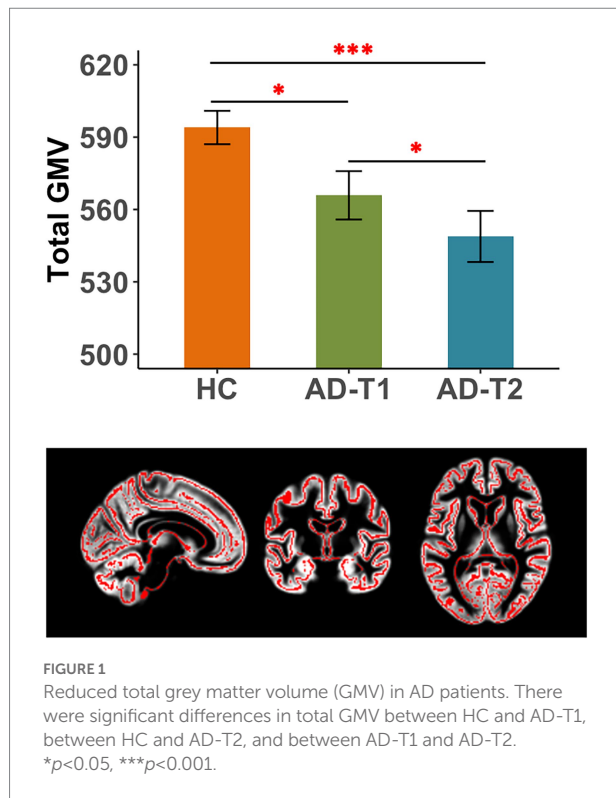 620
590
560
530
500
Total GMV
***
*
*
HC AD-T1 AD-T2
FIGURE 1
Reduced total grey matter volume (GMV) in AD patients. There
were significant differences in total GMV between HC and AD-T1,
between HC and AD-T2, and between AD-T1 and AD-T2.
*p<0.05, ***p<0.001.